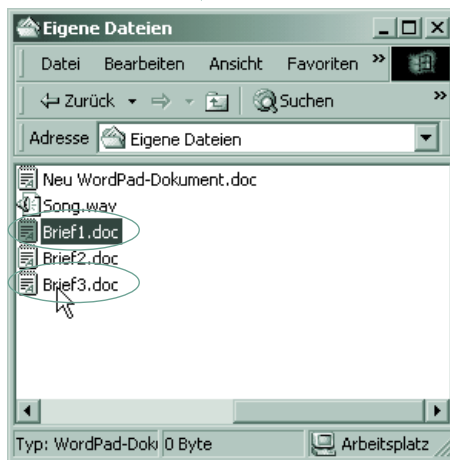 Eigene Dateien
Datei Bearbeiten Ansicht Favoriten »
Zurück Suchen »
Adresse Eigene Dateien
Neu WordPad-Dokument.doc
Song.wav
Brief1.doc
Brief2.doc
Brief3.doc
Typ: WordPad-Dok 0 Byte Arbeitsplatz